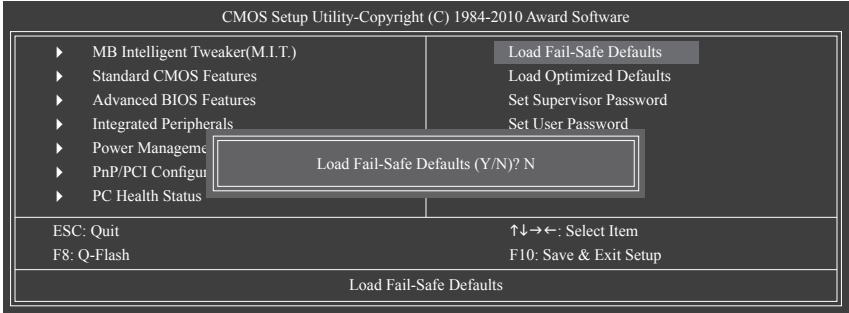 CMOS Setup Utility-Copyright (C) 1984-2010 Award Software
MB Intelligent Tweaker(M.I.T.)
Standard CMOS Features
Advanced BIOS Features
Integrated Peripherals
Power Manageme
PnP/PCI Configur
PC Health Status
Load Fail-Safe Defaults
Load Optimized Defaults
Set Supervisor Password
Set User Password
Load Fail-Safe Defaults (Y/N)? N
ESC: Quit
F8: Q-Flash
↑↓→←: Select Item
F10: Save & Exit Setup
Load Fail-Safe Defaults